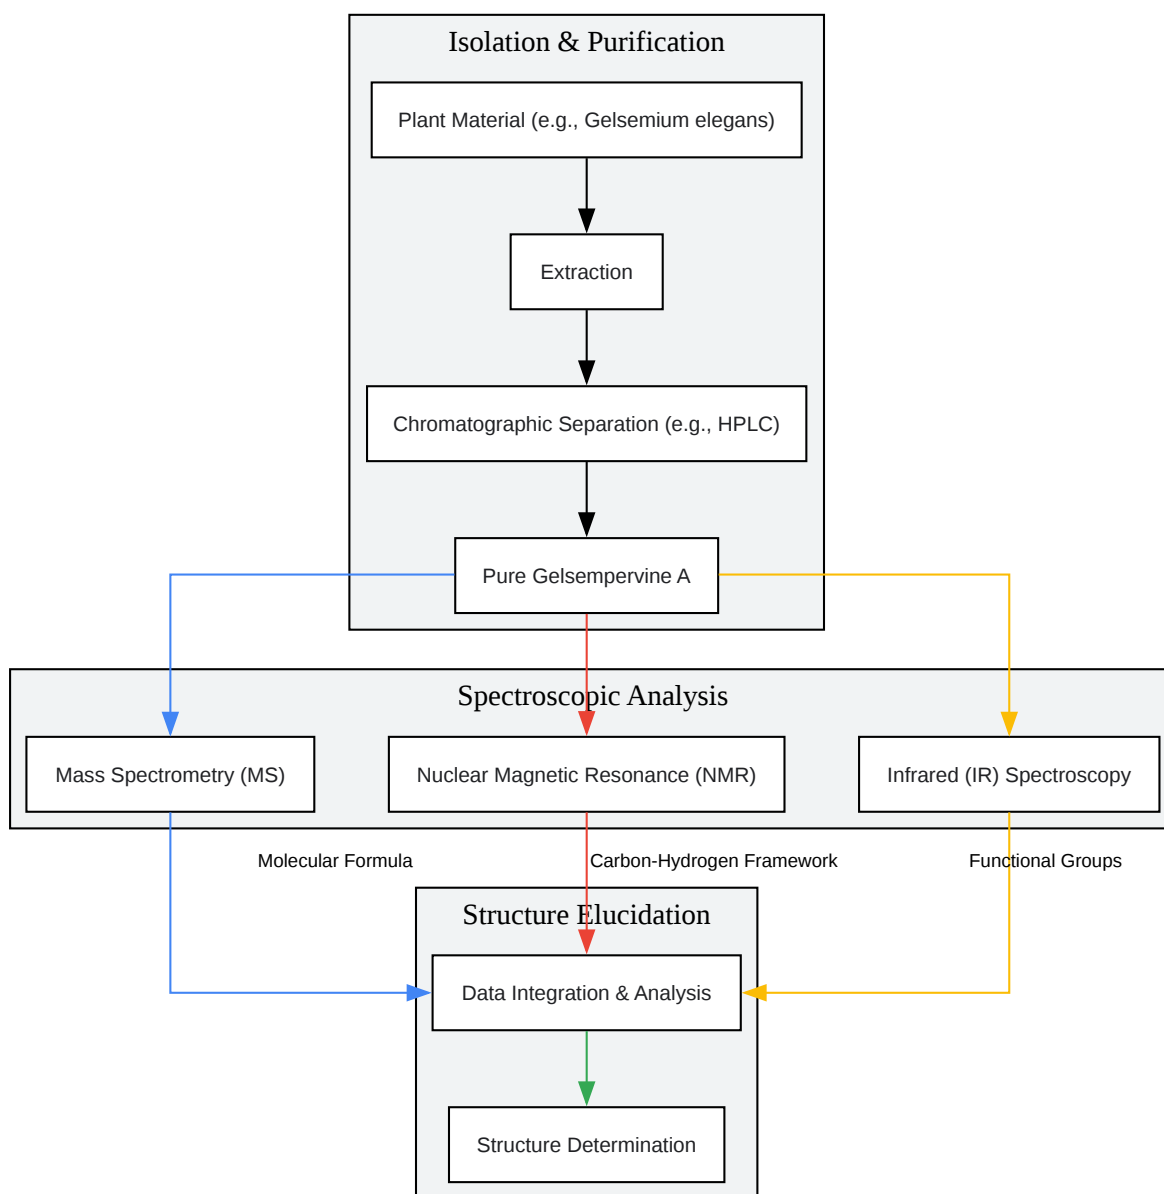 Isolation & Purification
Plant Material (e.g., Gelsemium elegans)
Extraction
Chromatographic Separation (e.g., HPLC)
Pure Gelsempervine A
Spectroscopic Analysis
Mass Spectrometry (MS)
Nuclear Magnetic Resonance (NMR)
Infrared (IR) Spectroscopy
Molecular Formula
Carbon-Hydrogen Framework
Functional Groups
Structure Elucidation
Data Integration & Analysis
Structure Determination